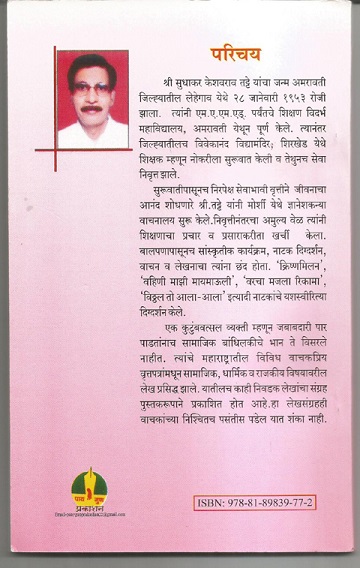 परिचय
श्री सुधाकर केशवराव तट्टे यांचा जन्म अमरावती
जिल्ह्यातील लेहेगाव येथे २८ जानेवारी १९५३ रोजी
झाला. त्यांनी एम.ए.एम.एड् पर्यंतचे शिक्षण विदर्भ
महाविद्यालय, अमरावती येथून पूर्ण केले. त्यानंतर
जिल्ह्यातीलच विवेकानंद विद्यामंदिर; शिरखेड येथे
शिक्षक म्हणून नोकरीला सुरूवात केली व तेथुनच सेवा
निवृत्त झाले.
सुरूवातीपासूनच निरपेक्ष सेवाभावी वृत्तीने जीवनाचा
आनंद शोधणारे श्री.तट्टे यांनी मोर्शी येथे ज्ञानेशकन्या
वाचनालय सुरू केले.निवृत्तीनंतरचा अमुल्य वेळ त्यांनी
शिक्षणाचा प्रचार व प्रसाराकरीता खर्ची केला.
बालपणापासूनच सांस्कृतीक कार्यक्रम, नाटक दिग्दर्शन,
वाचन व लेखनाचा त्यांना छंद होता. 'क्रिष्णमिलन',
'वहिणी माझी मायमाऊली', 'वरचा मजला रिकामा',
'विठ्ठल तो आला-आला' इत्यादी नाटकांचे यशस्वीरित्या
दिग्दर्शन केले.
एक कुटुंबवत्सल व्यक्ती म्हणून जबाबदारी पार
पाडतांनाच सामाजिक बांधिलकीचे भान ते विसरले
नाहीत. त्यांचे महाराष्ट्रातील विविध वाचकप्रिय
वृत्तपत्रांमधून सामाजिक, धार्मिक व राजकीय विषयावरील
लेख प्रसिद्ध झाले. यातीलच काही निवडक लेखांचा संग्रह
पुस्तकरूपाने प्रकाशित होत आहे.हा लेखसंग्रहही
वाचकांच्या निश्चितच पसंतीस पडेल यात शंका नाही.
प्रकाशन
ISBN: 978-81-89839-77-2